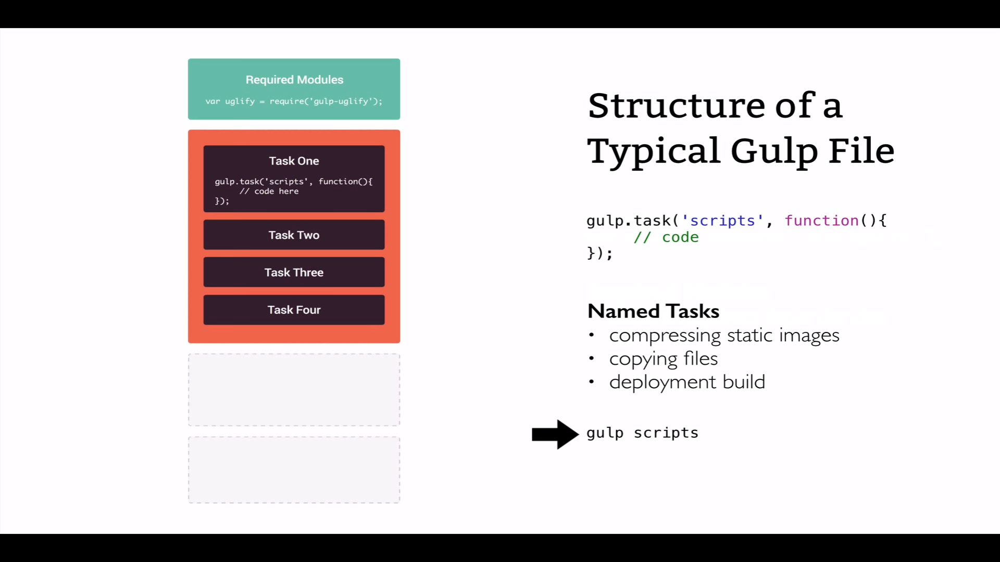 Required Modules
var uglify = require('gulp-uglify');
Task One
gulp.task('scripts', function(){
// code here
});
Task Two
Task Three
Task Four
Structure of a
Typical Gulp File
gulp.task('scripts', function(){
// code
});
Named Tasks
• compressing static images
• copying files
• deployment build
gulp scripts